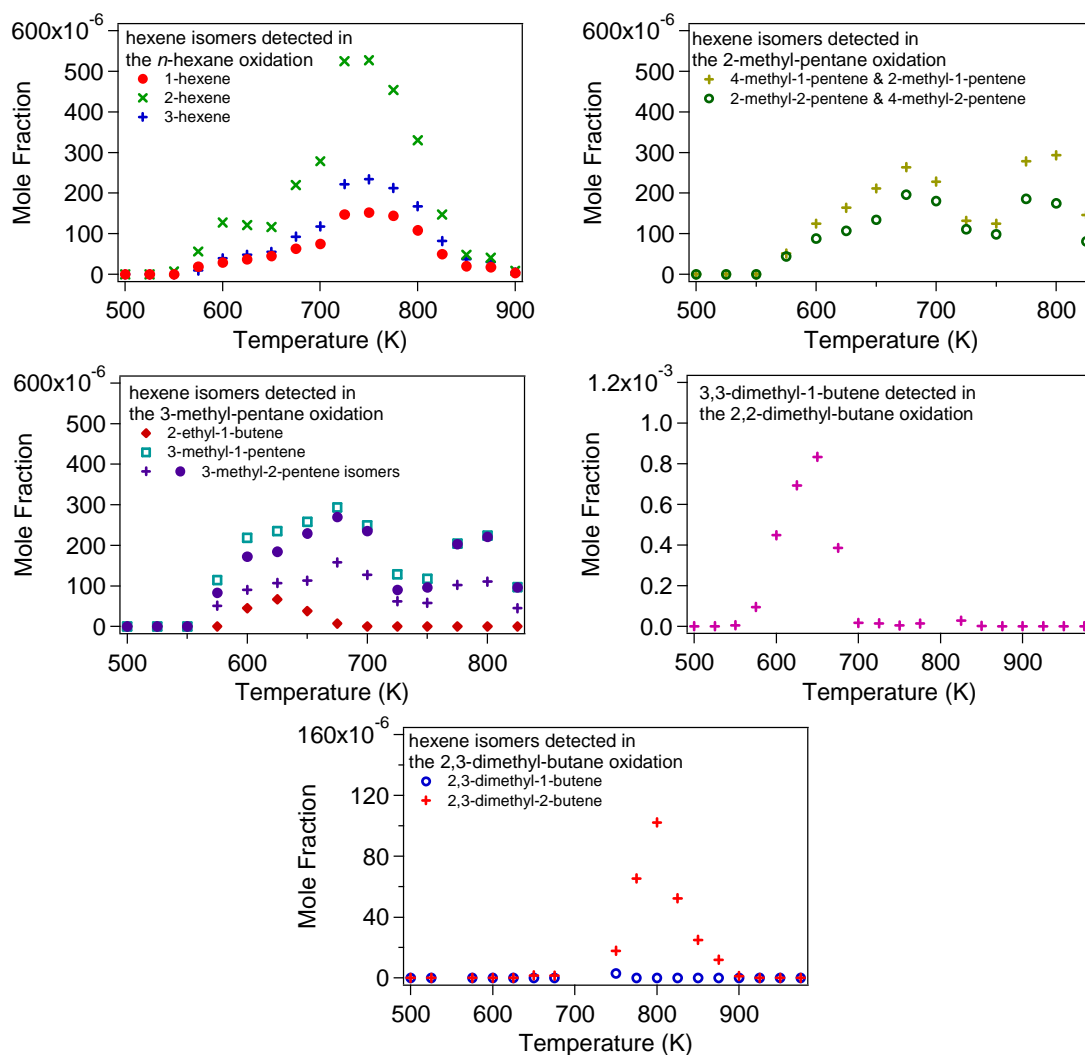 600x10-6
500
400
300
200
100
0
Mole Fraction
hexene isomers detected in
the n-hexane oxidation
1-hexene
2-hexene
3-hexene
500 600 700 800 900
Temperature (K)
600x10-6
500
400
300
200
100
0
Mole Fraction
hexene isomers detected in
the 2-methyl-pentane oxidation
4-methyl-1-pentene & 2-methyl-1-pentene
2-methyl-2-pentene & 4-methyl-2-pentene
500 600 700 800
Temperature (K)
600x10-6
500
400
300
200
100
0
Mole Fraction
hexene isomers detected in
the 3-methyl-pentane oxidation
2-ethyl-1-butene
3-methyl-1-pentene
3-methyl-2-pentene isomers
500 600 700 800
Temperature (K)
1.2x10-3
1.0
0.8
0.6
0.4
0.2
0.0
Mole Fraction
3,3-dimethyl-1-butene detected in
the 2,2-dimethyl-butane oxidation
500 600 700 800 900
Temperature (K)
160x10-6
120
80
40
0
Mole Fraction
hexene isomers detected in
the 2,3-dimethyl-butane oxidation
2,3-dimethyl-1-butene
2,3-dimethyl-2-butene
500 600 700 800 900
Temperature (K)